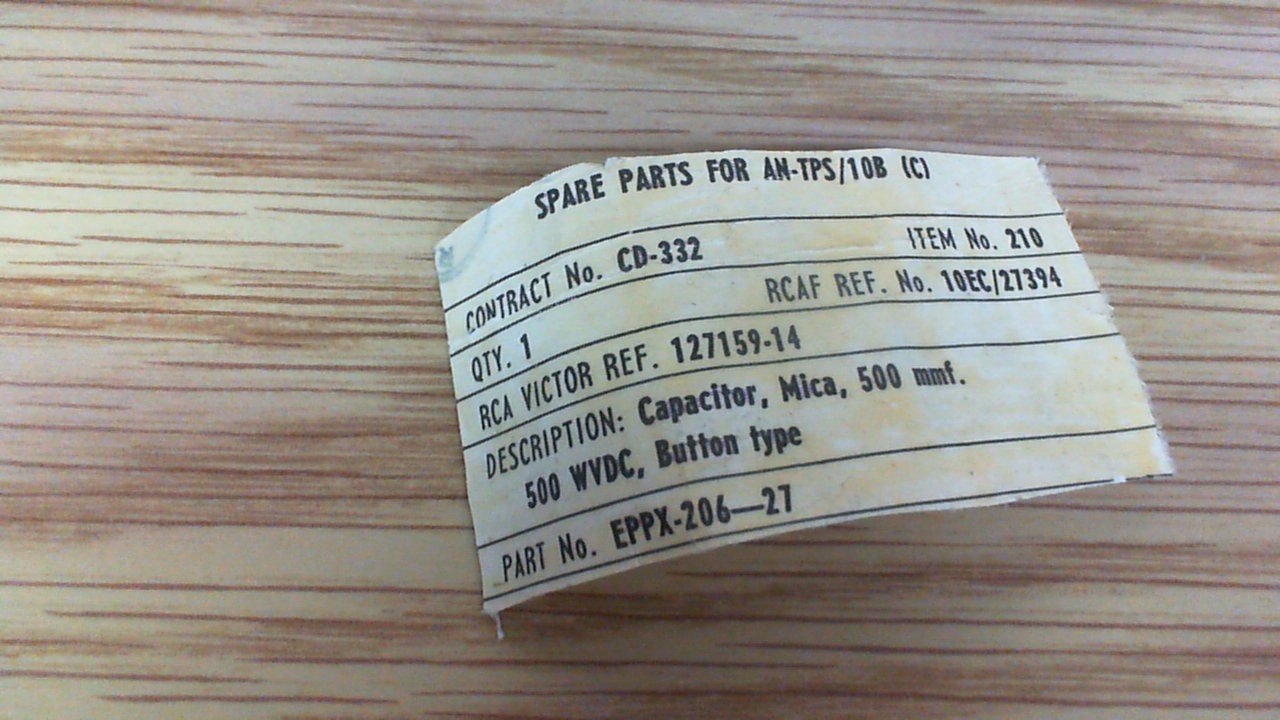 SPARE PARTS FOR AN-TPS/10B (C)
CONTRACT No. CD-332 ITEM No. 210
QTY. 1 RCAF REF. No. 10EC/27394
RCA VICTOR REF. 127159-14
DESCRIPTION: Capacitor, Mica, 500 mmf.
500 WVDC, Button type
PART No. EPPX-206—27